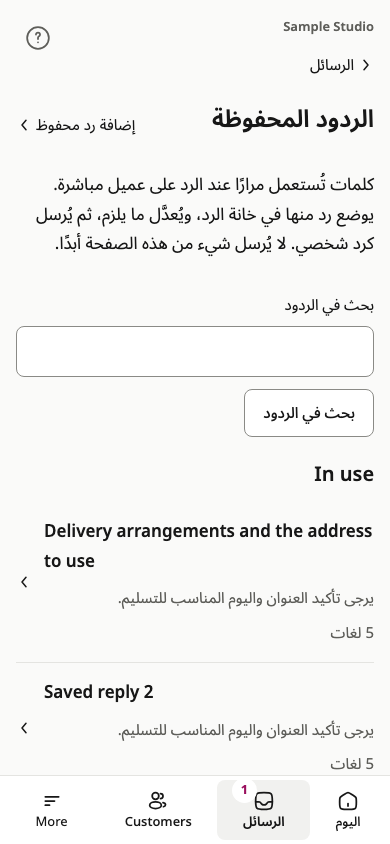 Sample Studio
?
الرسائل
الردود المحفوظة
إضافة رد محفوظ
كلمات تُستعمل مرارًا عند الرد على عميل مباشرة.
يوضع رد منها في خانة الرد، ويُعدَّل ما يلزم، ثم يُرسل
كرد شخصي. لا يُرسل شيء من هذه الصفحة أبدًا.
بحث في الردود
بحث في الردود
In use
Delivery arrangements and the address
to use
يرجى تأكيد العنوان واليوم المناسب للتسليم.
5 لغات
Saved reply 2
يرجى تأكيد العنوان واليوم المناسب للتسليم.
5 لغات
اليوم
1
الرسائل
Customers
More